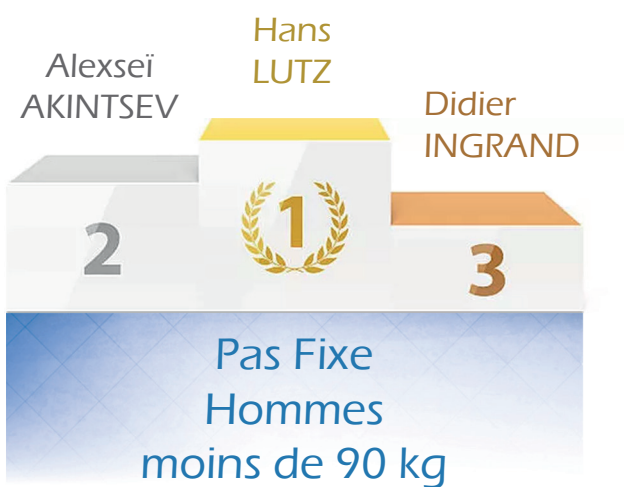 Hans
LUTZ
Alexseï
AKINTSEV
Didier
INGRAND
1
2
3
Pas Fixe
Hommes
moins de 90 kg